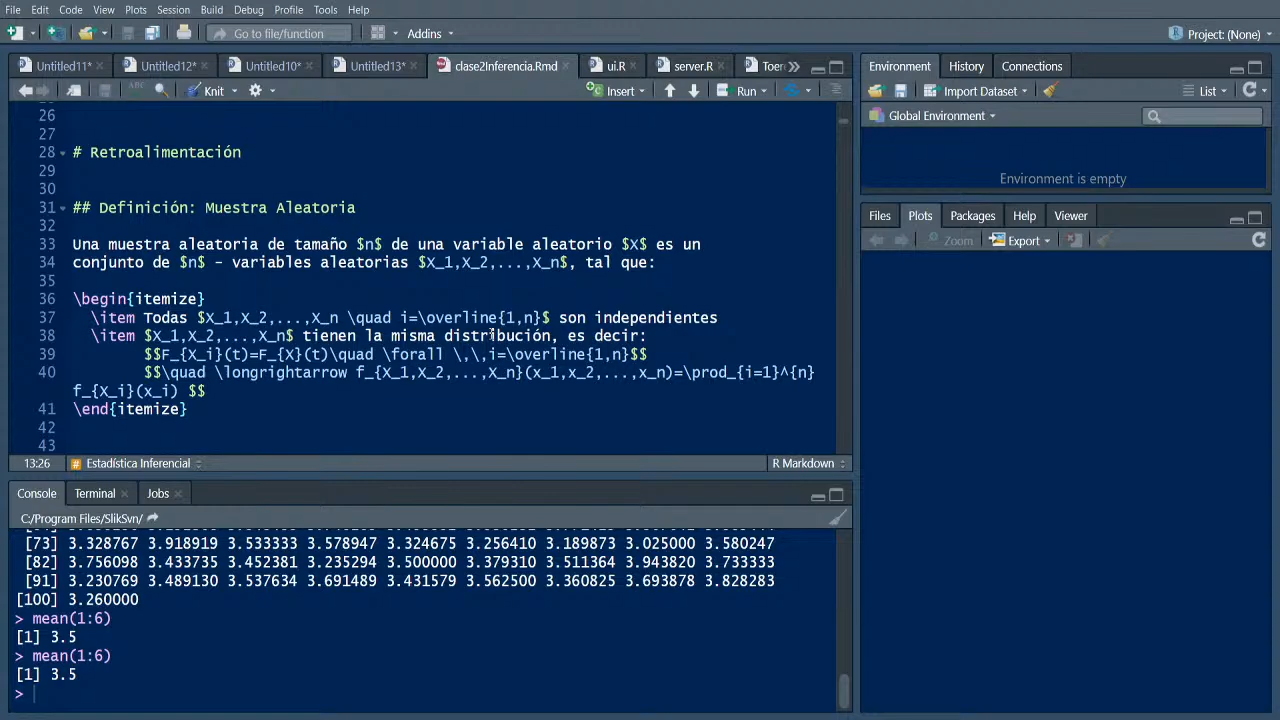 File Edit Code View Plots Session Build Debug Profile Tools Help
Go to file/function Addins Project: (None)
Untitled11* Untitled12* Untitled10* Untitled13* clase2Inferencia.Rmd ui.R server.R
ABC Knit Insert Run
26
27
28 # Retroalimentación
29
30
31 ## Definición: Muestra Aleatoria
32
33 Una muestra aleatoria de tamaño $n$ de una variable aleatorio $X$ es un
34 conjunto de $n$ - variables aleatorias $X_1,X_2,...,X_n$, tal que:
35
36 \begin{itemize}
37 \item Todas $X_1,X_2,...,X_n \quad i=\overline{1,n}$ son independientes
38 \item $X_1,X_2,...,X_n$ tienen la misma distribución, es decir:
39 $$F_{X_i}(t)=F_{X}(t)\quad \forall \,\,i=\overline{1,n}$$
40 $$\quad \longrightarrow f_{X_1,X_2,...,X_n}(x_1,x_2,...,x_n)=\prod_{i=1}^{n}
f_{X_i}(x_i) $$
41 \end{itemize}
42
43
13:26 Estadística Inferencial R Markdown
Console Terminal Jobs
C:/Program Files/SlikSvn/
[73] 3.328767 3.918919 3.533333 3.578947 3.324675 3.256410 3.189873 3.025000 3.580247
[82] 3.756098 3.433735 3.452381 3.235294 3.500000 3.379310 3.511364 3.943820 3.733333
[91] 3.230769 3.489130 3.537634 3.691489 3.431579 3.562500 3.360825 3.693878 3.828283
[100] 3.260000
> mean(1:6)
[1] 3.5
> mean(1:6)
[1] 3.5
>
Environment History Connections
Import Dataset List
Global Environment
Environment is empty
Files Plots Packages Help Viewer
Zoom Export